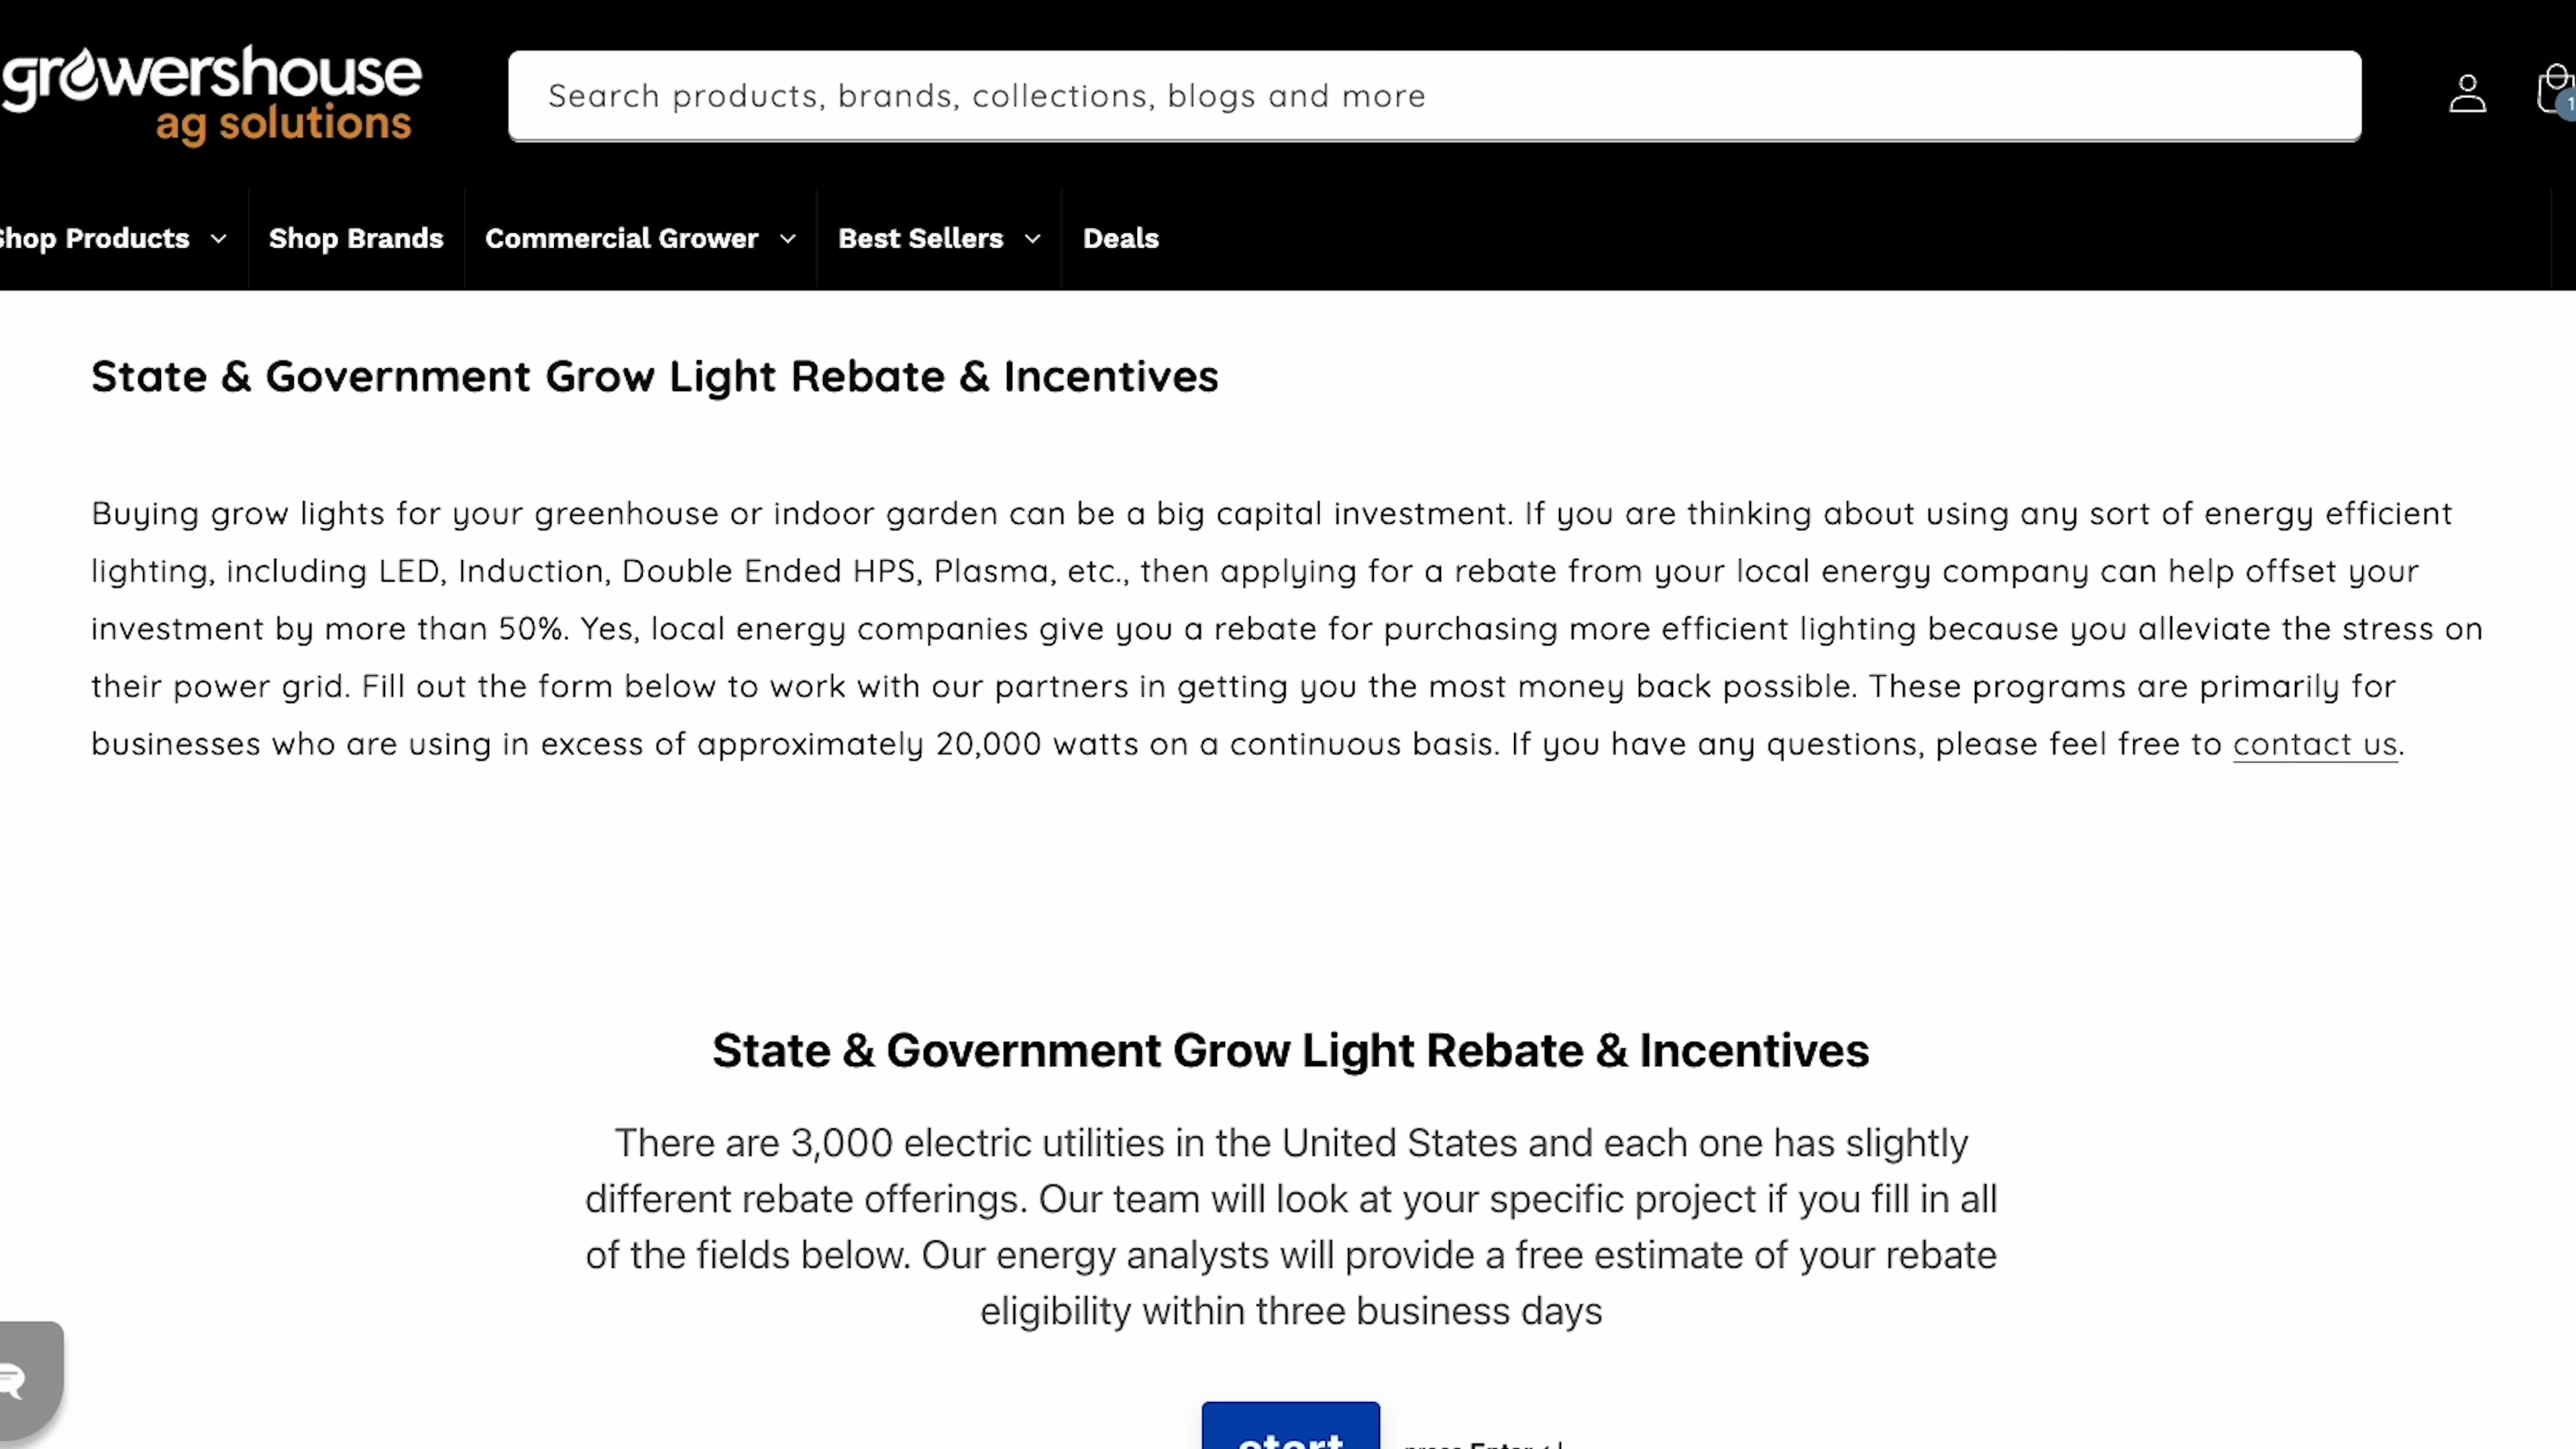 growershouse
ag solutions
Search products, brands, collections, blogs and more
1
Shop Products
Shop Brands
Commercial Grower
Best Sellers
Deals
State & Government Grow Light Rebate & Incentives
Buying grow lights for your greenhouse or indoor garden can be a big capital investment. If you are thinking about using any sort of energy efficient
lighting, including LED, Induction, Double Ended HPS, Plasma, etc., then applying for a rebate from your local energy company can help offset your
investment by more than 50%. Yes, local energy companies give you a rebate for purchasing more efficient lighting because you alleviate the stress on
their power grid. Fill out the form below to work with our partners in getting you the most money back possible. These programs are primarily for
businesses who are using in excess of approximately 20,000 watts on a continuous basis. If you have any questions, please feel free to contact us.
State & Government Grow Light Rebate & Incentives
There are 3,000 electric utilities in the United States and each one has slightly
different rebate offerings. Our team will look at your specific project if you fill in all
of the fields below. Our energy analysts will provide a free estimate of your rebate
eligibility within three business days
start
press Enter